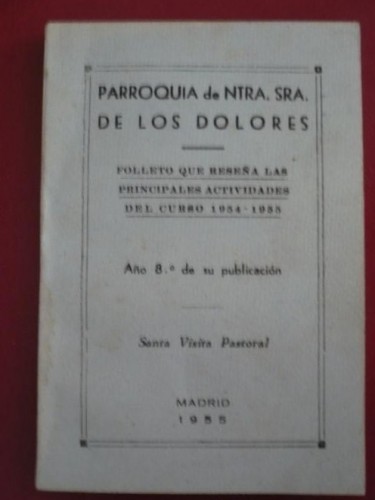 PARROQUIA de NTRA. SRA.
DE LOS DOLORES
FOLLETO QUE RESEÑA LAS
PRINCIPALES ACTIVIDADES
DEL CURSO 1954-1955
Año 8.º de su publicación
Santa Visita Pastoral
MADRID
1955